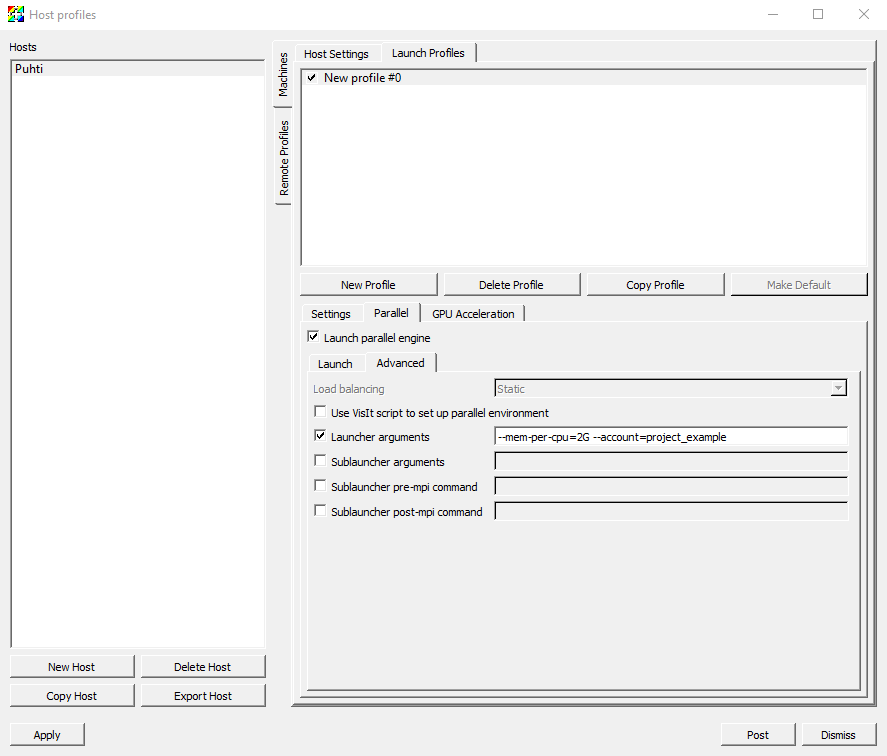 Host profiles
Hosts
Puhti
Machines
Remote Profiles
Host Settings Launch Profiles
New profile #0
New Profile Delete Profile Copy Profile Make Default
Settings Parallel GPU Acceleration
Launch parallel engine
Launch Advanced
Load balancing Static
Use VisIt script to set up parallel environment
Launcher arguments --mem-per-cpu=2G --account=project_example
Sublauncher arguments
Sublauncher pre-mpi command
Sublauncher post-mpi command
New Host Delete Host
Copy Host Export Host
Apply Post Dismiss